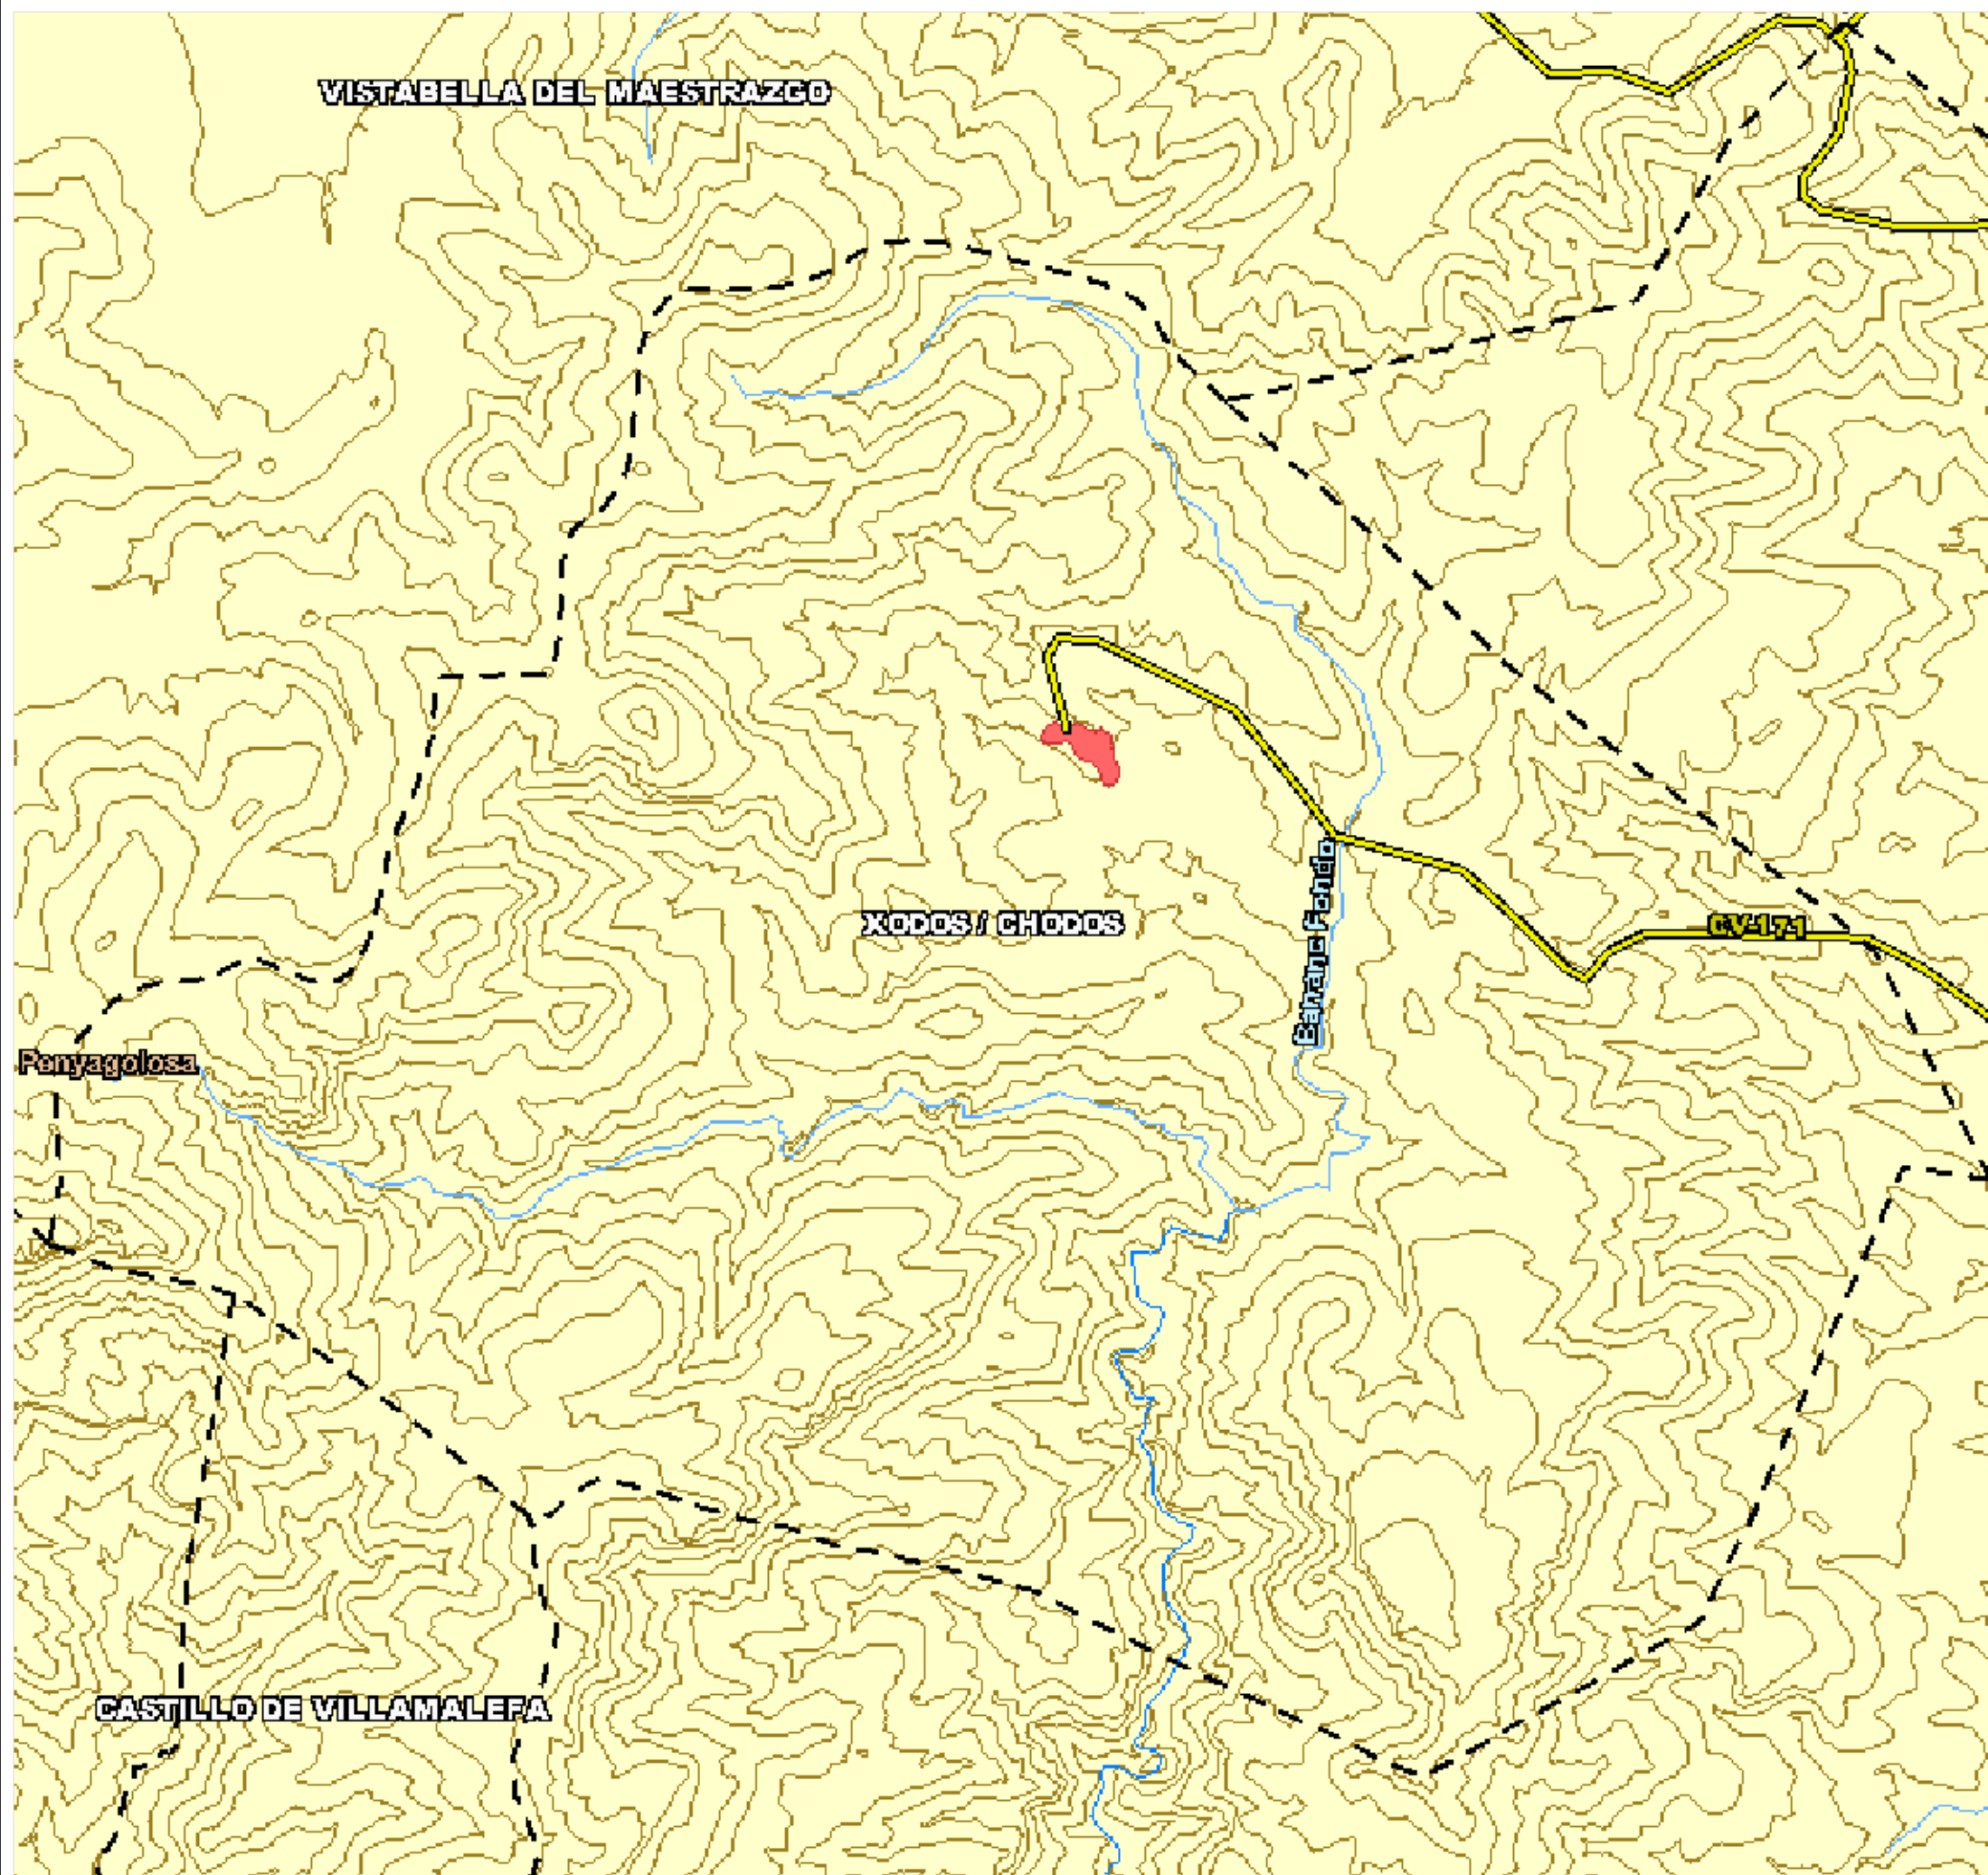 VISTABELLA DEL MAESTRAZGO
XODOS / CHODOS
CV-171
Barranc Fondo
Penyagolosa
CASTILLO DE VILLAMALEFA